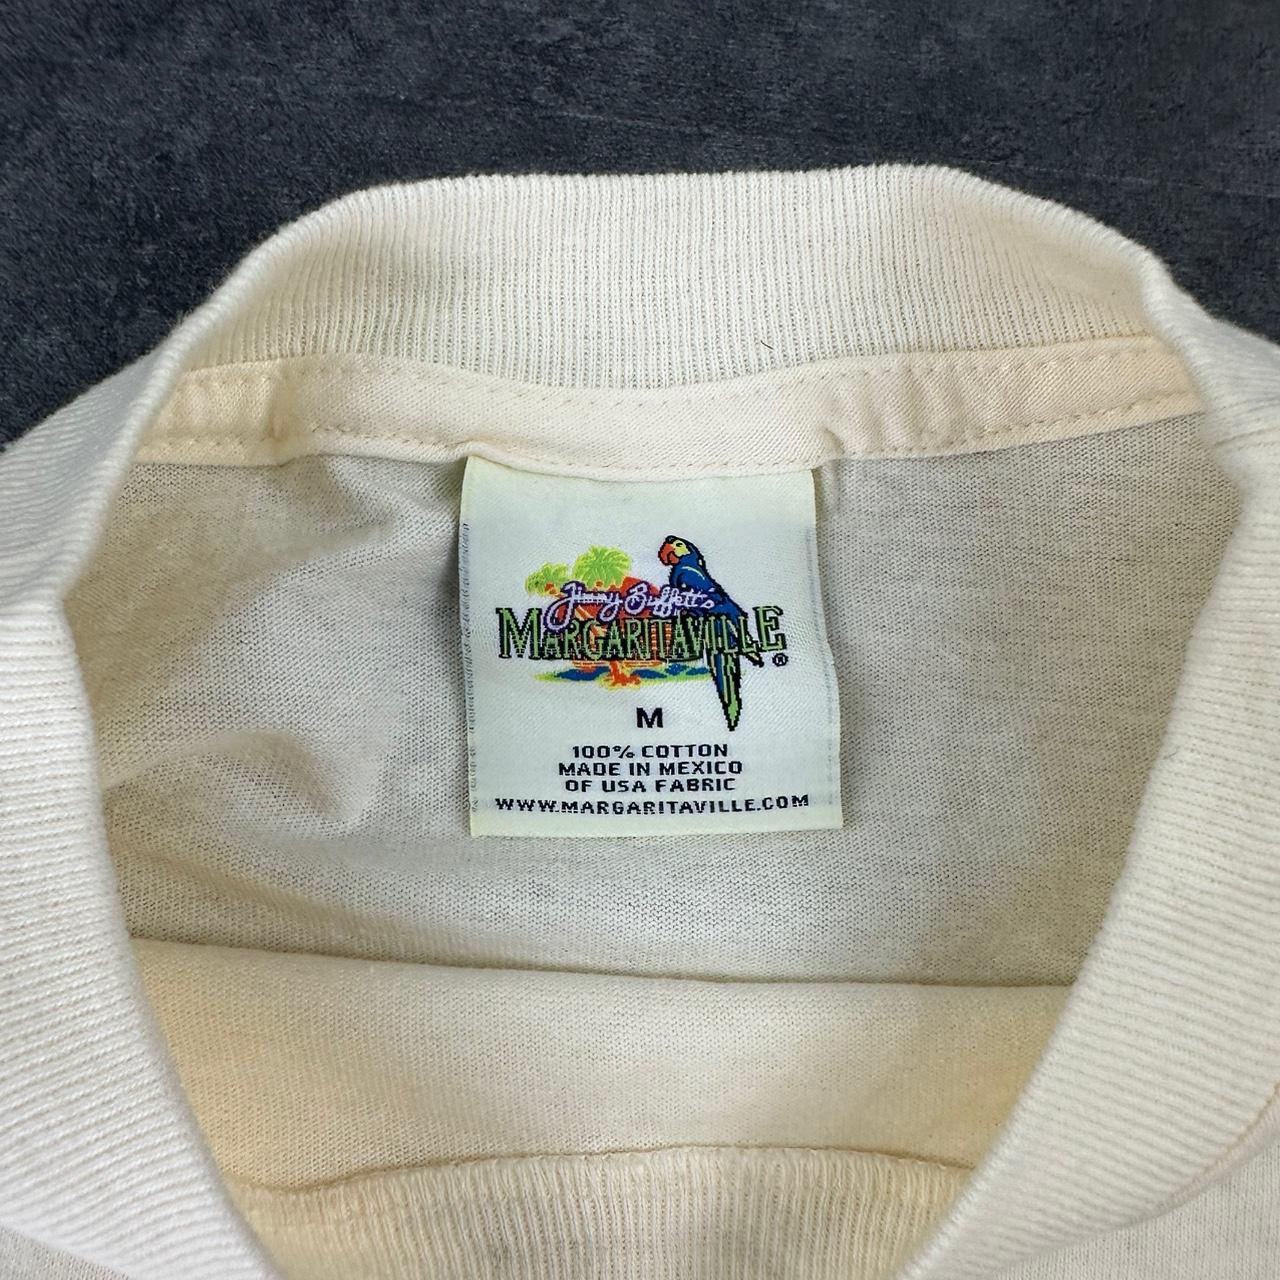 Jimmy Buffett's
MARGARITAVILLE®
M
100% COTTON
MADE IN MEXICO
OF USA FABRIC
WWW.MARGARITAVILLE.COM